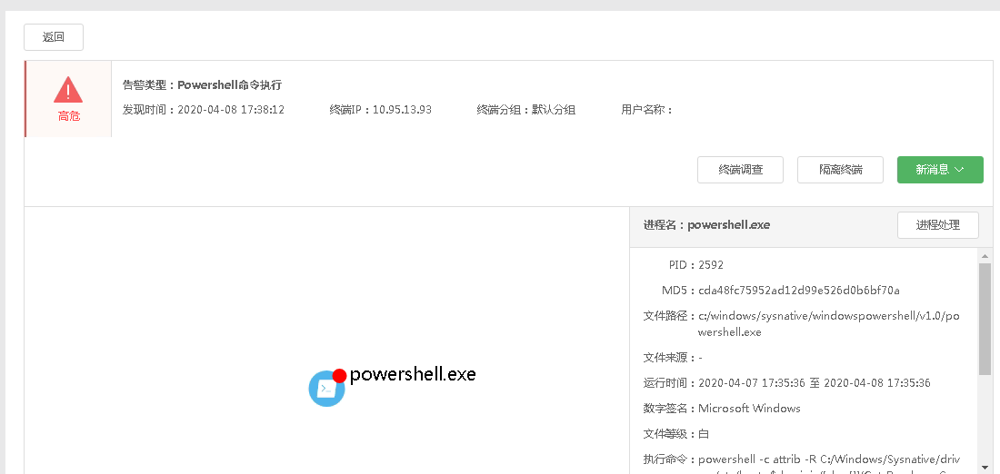 返回
高危
告警类型：Powershell命令执行
发现时间：2020-04-08 17:38:12 终端IP：10.95.13.93 终端分组：默认分组 用户名称：
终端调查 隔离终端 新消息
进程名：powershell.exe 进程处理
PID：2592
MD5：cda48fc75952ad12d99e526d0b6bf70a
文件路径：c:/windows/sysnative/windowspowershell/v1.0/po
wershell.exe
文件来源：-
powershell.exe
运行时间：2020-04-07 17:35:36 至 2020-04-08 17:35:36
数字签名：Microsoft Windows
文件等级：白
执行命令：powershell -c attrib -R C:/Windows/Sysnative/driv